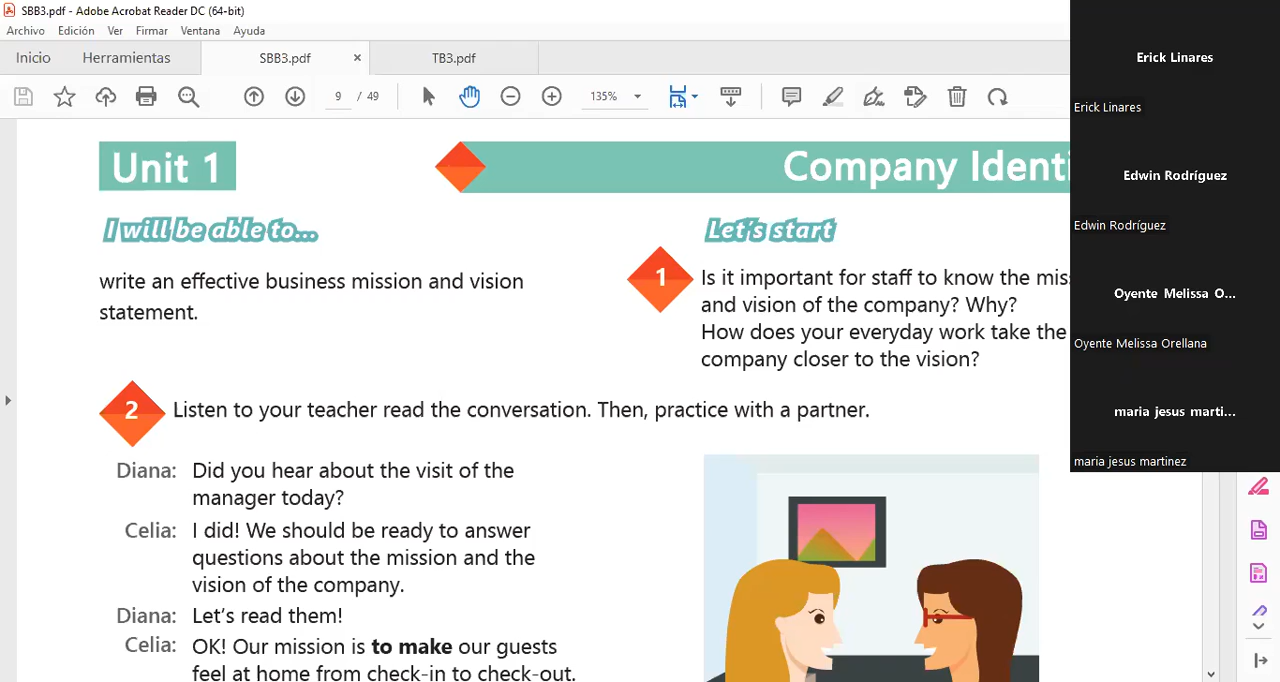 SBB3.pdf - Adobe Acrobat Reader DC (64-bit)
Archivo Edición Ver Firmar Ventana Ayuda
Inicio Herramientas SBB3.pdf × TB3.pdf
9 / 49 135%
Unit 1 Company Identi
I will be able to...
write an effective business mission and vision
statement.
Let's start
1 Is it important for staff to know the mis
and vision of the company? Why?
How does your everyday work take the
company closer to the vision?
2 Listen to your teacher read the conversation. Then, practice with a partner.
Diana: Did you hear about the visit of the
manager today?
Celia: I did! We should be ready to answer
questions about the mission and the
vision of the company.
Diana: Let's read them!
Celia: OK! Our mission is to make our guests
feel at home from check-in to check-out.
Erick Linares
Erick Linares
Edwin Rodríguez
Edwin Rodríguez
Oyente Melissa O...
Oyente Melissa Orellana
maria jesus marti...
maria jesus martinez